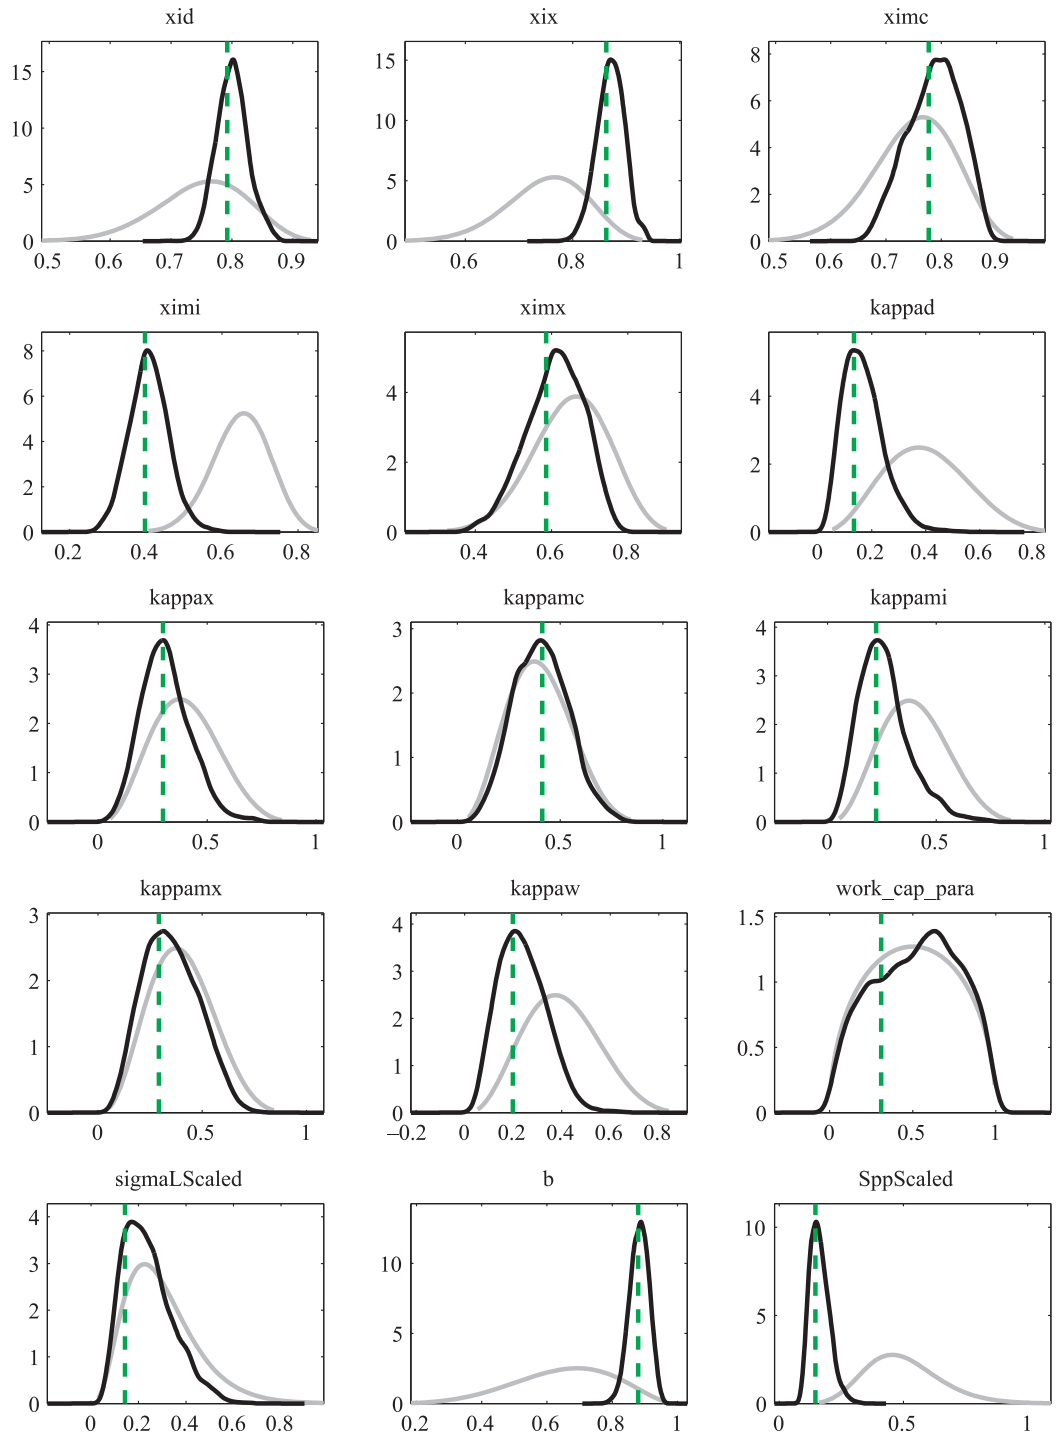 xid xix ximc
15 15 8
10 10 6
5 5 4
2
0 0 0
0.5 0.6 0.7 0.8 0.9 0.6 0.8 1 0.5 0.6 0.7 0.8 0.9
ximi ximx kappad
8
6 4 4
4
2 2 2
0 0 0
0.2 0.4 0.6 0.8 0.4 0.6 0.8 0 0.2 0.4 0.6 0.8
kappax kappamc kappami
4 3 4
3 2 3
2 2
1 1 1
0 0 0
0 0.5 1 0 0.5 1 0 0.5 1
kappamx kappaw work_cap_para
3 4 1.5
2 3 1
2
1 1 0.5
0 0 0
0 0.5 1 −0.2 0 0.2 0.4 0.6 0.8 0 0.5 1
sigmaLScaled b SppScaled
4 10 10
3
2 5 5
1
0 0 0
0 0.2 0.4 0.6 0.8 0.2 0.4 0.6 0.8 1 0 0.5 1